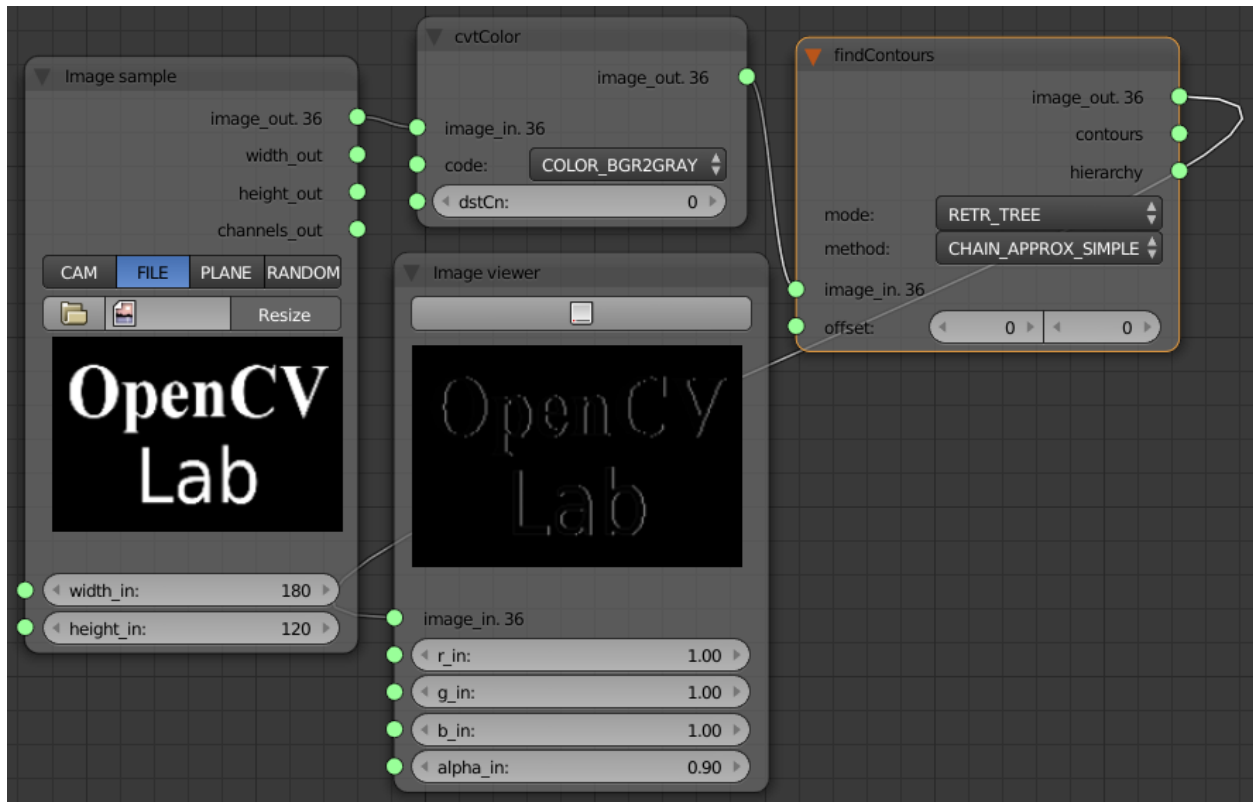 Image sample
image_out. 36
width_out
height_out
channels_out
CAM FILE PLANE RANDOM
Resize
OpenCV
Lab
width_in: 180
height_in: 120
cvtColor
image_out. 36
image_in. 36
code: COLOR_BGR2GRAY
dstCn: 0
Image viewer
OpenCV
Lab
image_in. 36
r_in: 1.00
g_in: 1.00
b_in: 1.00
alpha_in: 0.90
findContours
image_out. 36
contours
hierarchy
mode: RETR_TREE
method: CHAIN_APPROX_SIMPLE
image_in. 36
offset: 0 0